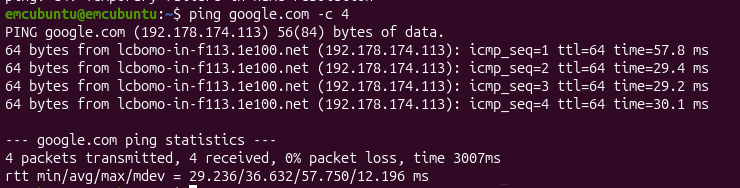 emcubuntu@emcubuntu:~$ ping google.com -c 4
PING google.com (192.178.174.113) 56(84) bytes of data.
64 bytes from lcbomo-in-f113.1e100.net (192.178.174.113): icmp_seq=1 ttl=64 time=57.8 ms
64 bytes from lcbomo-in-f113.1e100.net (192.178.174.113): icmp_seq=2 ttl=64 time=29.4 ms
64 bytes from lcbomo-in-f113.1e100.net (192.178.174.113): icmp_seq=3 ttl=64 time=29.2 ms
64 bytes from lcbomo-in-f113.1e100.net (192.178.174.113): icmp_seq=4 ttl=64 time=30.1 ms
--- google.com ping statistics ---
4 packets transmitted, 4 received, 0% packet loss, time 3007ms
rtt min/avg/max/mdev = 29.236/36.632/57.750/12.196 ms